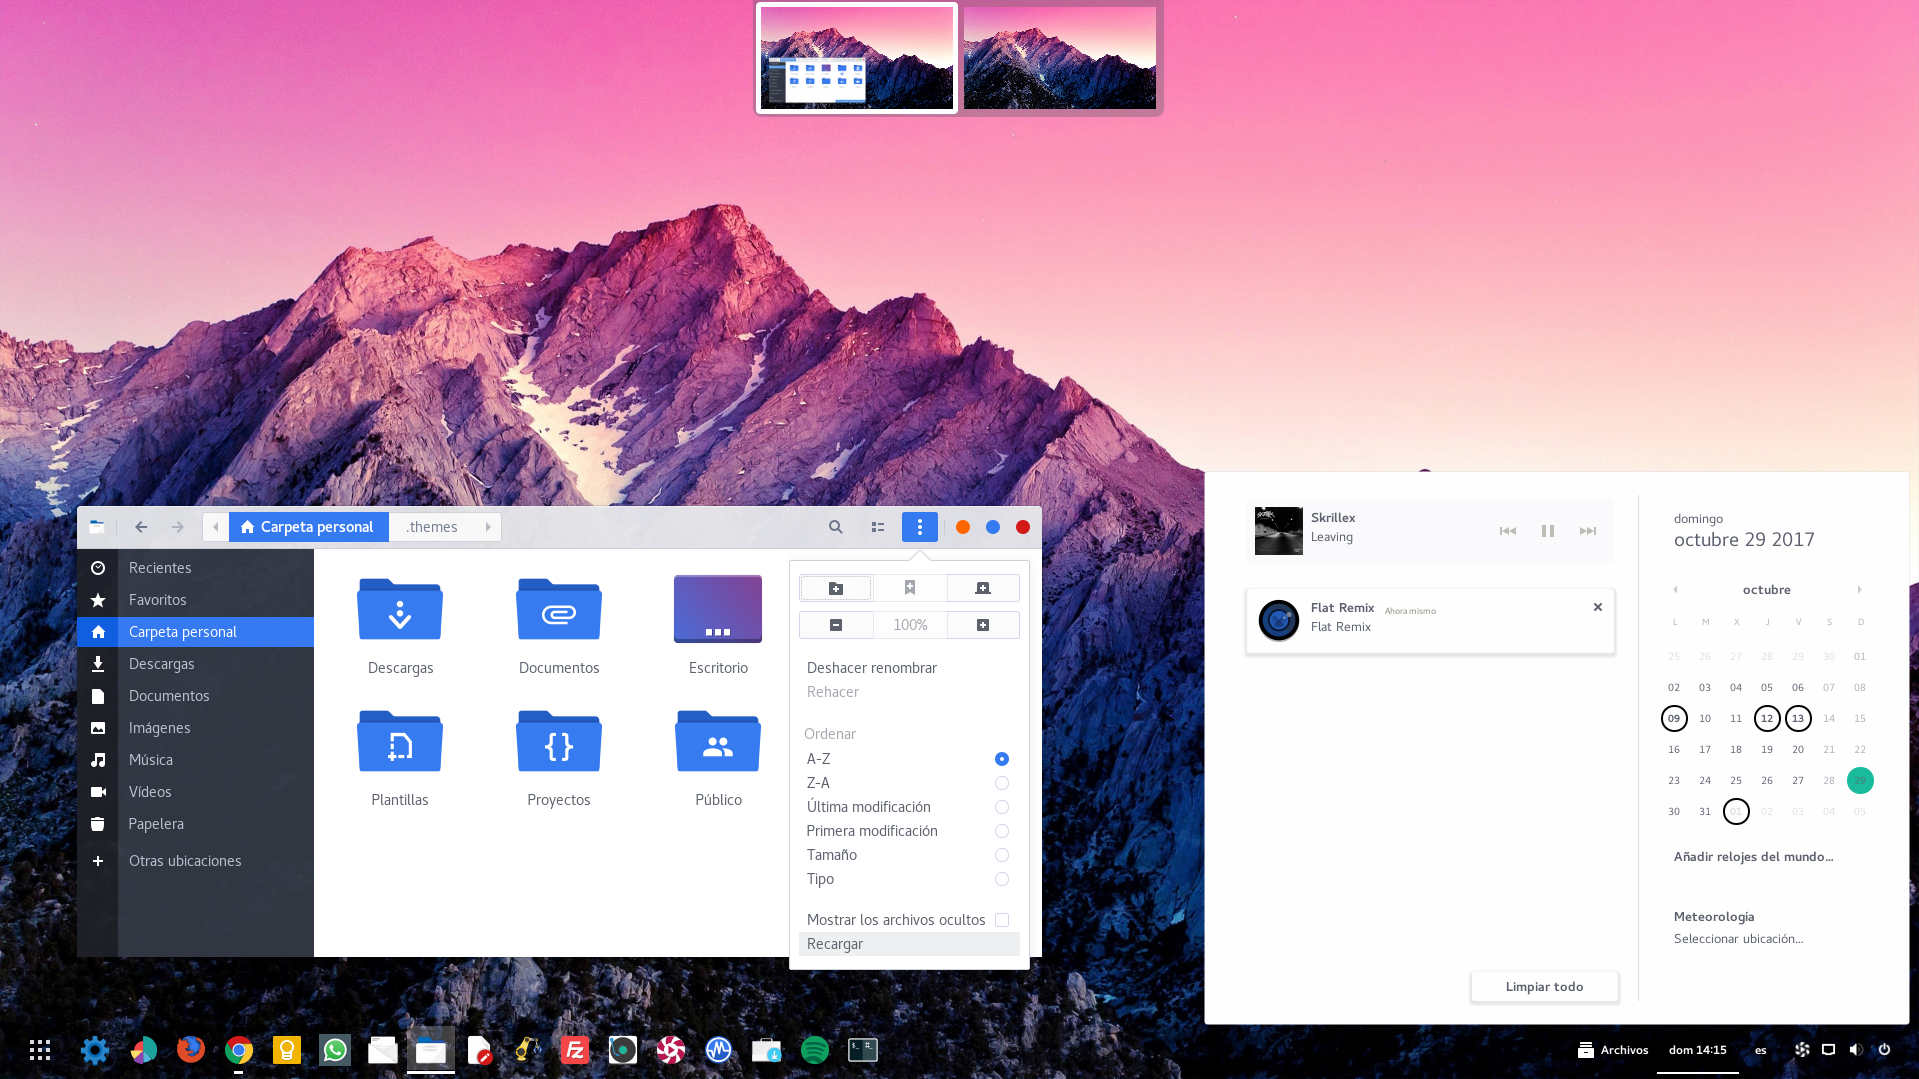 Carpeta personal
.themes
Recientes
Favoritos
Carpeta personal
Descargas
Documentos
Imágenes
Música
Vídeos
Papelera
Otras ubicaciones
Descargas
Documentos
Escritorio
Plantillas
Proyectos
Público
100%
Deshacer renombrar
Rehacer
Ordenar
A-Z
Z-A
Última modificación
Primera modificación
Tamaño
Tipo
Mostrar los archivos ocultos
Recargar
Skrillex
Leaving
Flat Remix Ahora mismo
Flat Remix
Limpiar todo
domingo
octubre 29 2017
octubre
L M X J V S D
25 26 27 28 29 30 01
02 03 04 05 06 07 08
09 10 11 12 13 14 15
16 17 18 19 20 21 22
23 24 25 26 27 28 29
30 31 01 02 03 04 05
Añadir relojes del mundo...
Meteorología
Seleccionar ubicación...
Archivos
dom 14:15
es